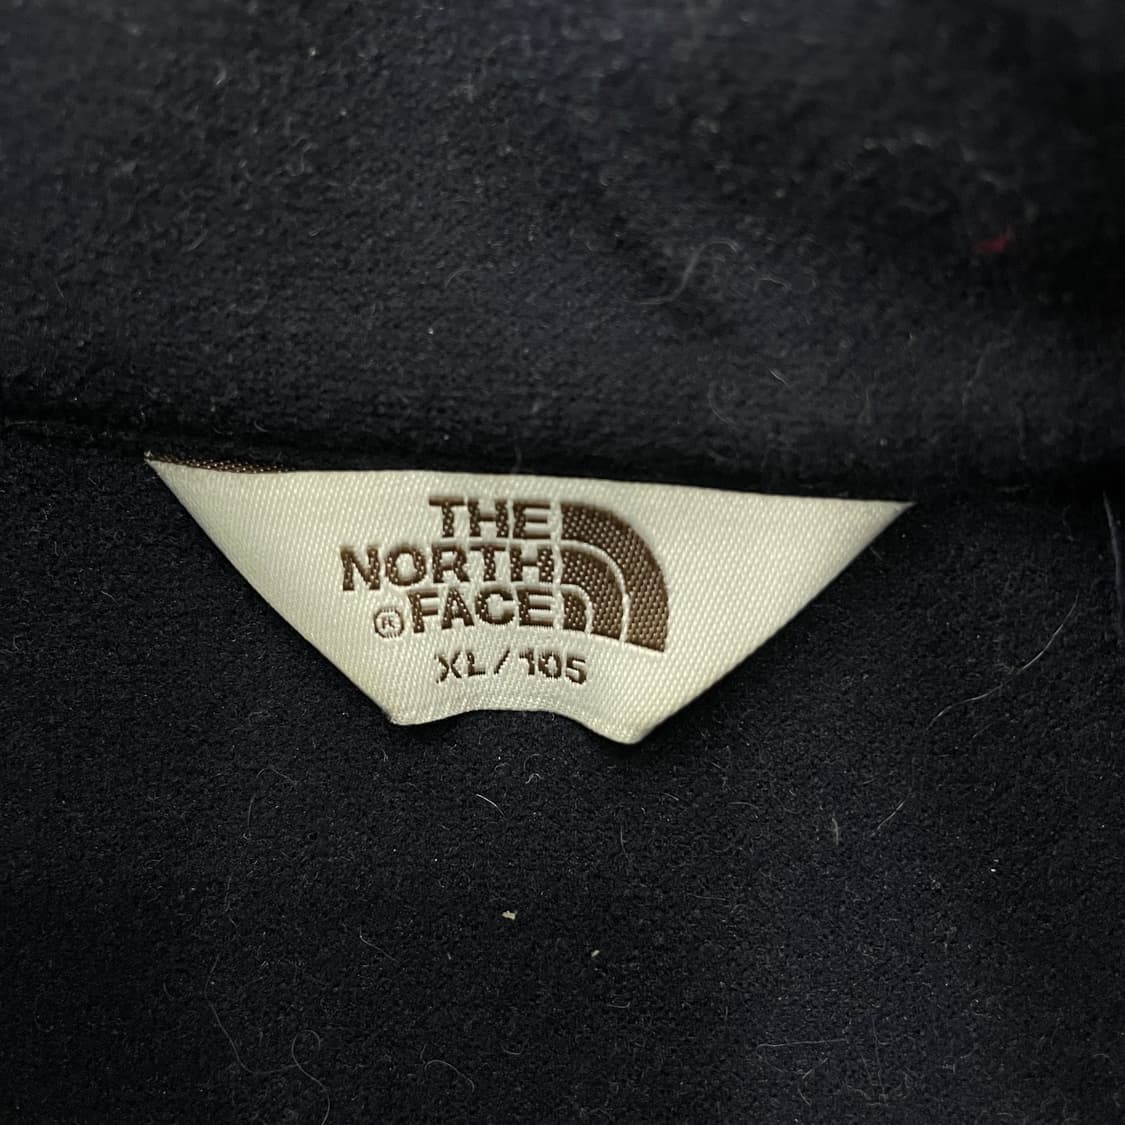 THE
NORTH
®FACE
XL/105